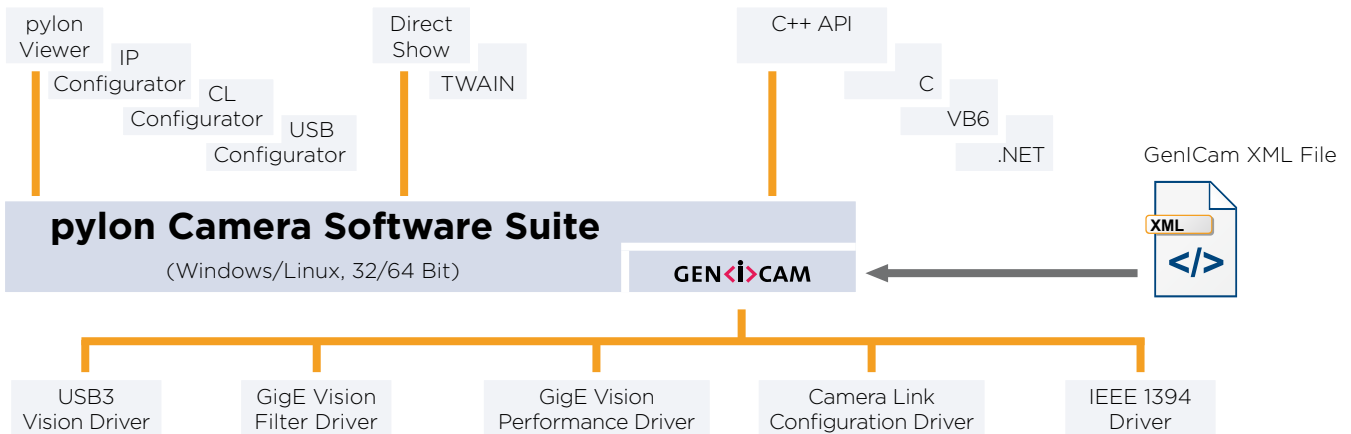 pylon
Viewer
IP
Configurator
CL
Configurator
USB
Configurator
Direct
Show
TWAIN
C++ API
C
VB6
.NET
GenICam XML File
XML
</>
pylon Camera Software Suite
(Windows/Linux, 32/64 Bit)
GEN<i>CAM
USB3
Vision Driver
GigE Vision
Filter Driver
GigE Vision
Performance Driver
Camera Link
Configuration Driver
IEEE 1394
Driver